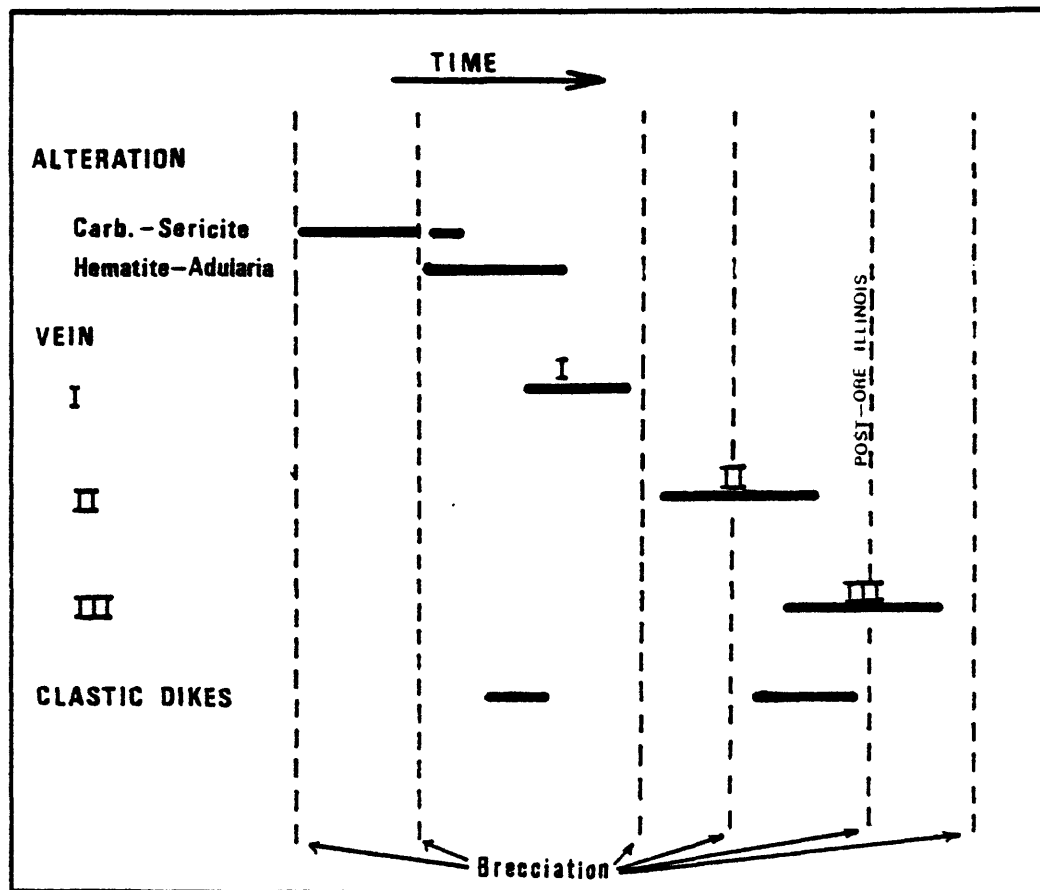 TIME
ALTERATION
Carb.-Sericite
Hematite-Adularia
VEIN
I
I
POST-ORE ILLINOIS
II
II
III
III
CLASTIC DIKES
Brecciation